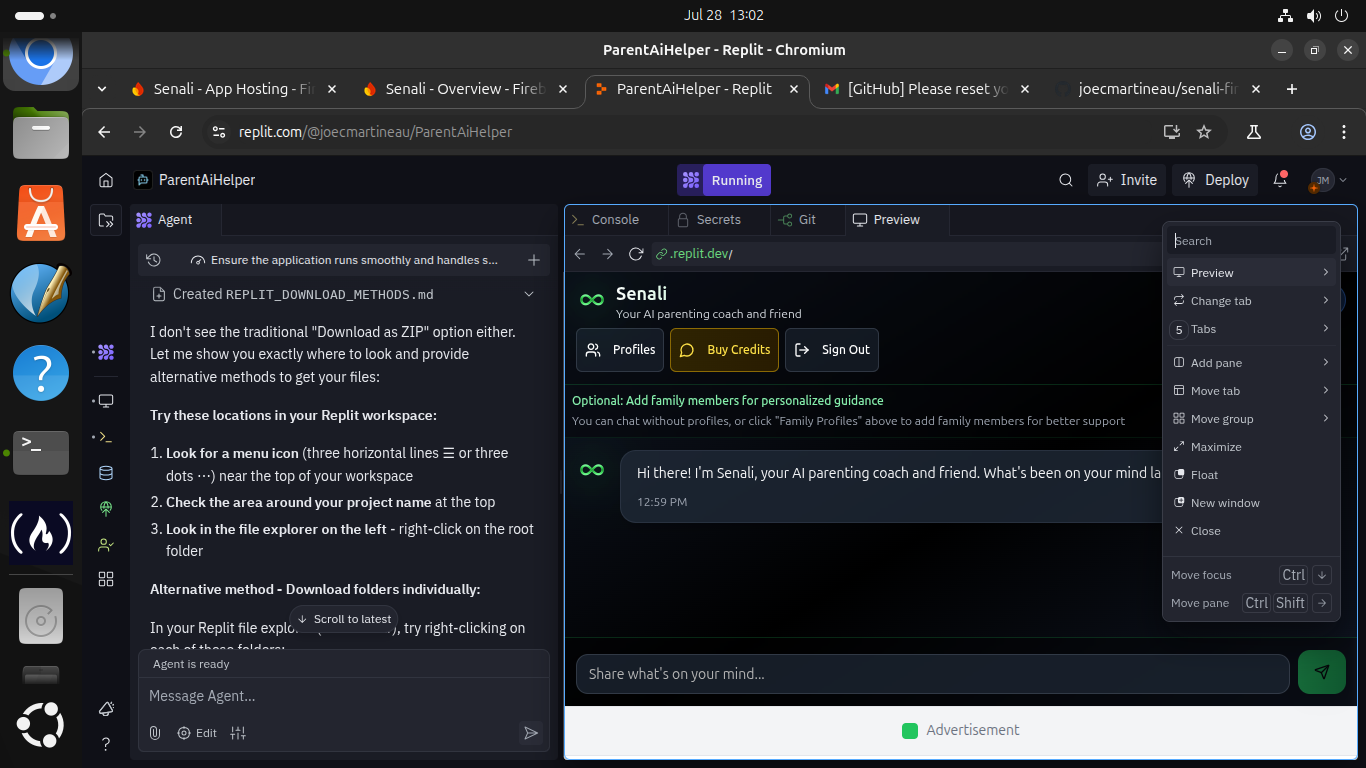 Jul 28 13:02
ParentAiHelper - Replit - Chromium
Senali - App Hosting - Fi
Senali - Overview - Fireb
ParentAiHelper - Replit
[GitHub] Please reset yo
joecmartineau/senali-fir
replit.com/@joecmartineau/ParentAiHelper
ParentAiHelper
Running
Invite
Deploy
JM
Agent
Console
Secrets
Git
Preview
Ensure the application runs smoothly and handles s...
.replit.dev/
Created REPLIT_DOWNLOAD_METHODS.md
I don't see the traditional "Download as ZIP" option either.
Let me show you exactly where to look and provide
alternative methods to get your files:
Try these locations in your Replit workspace:
1. Look for a menu icon (three horizontal lines ☰ or three
dots ⋯) near the top of your workspace
2. Check the area around your project name at the top
3. Look in the file explorer on the left - right-click on the root
folder
Alternative method - Download folders individually:
Scroll to latest
In your Replit file explor
), try right-clicking on
each of these folders:
Agent is ready
Message Agent...
Edit
Senali
Your AI parenting coach and friend
Profiles
Buy Credits
Sign Out
Optional: Add family members for personalized guidance
You can chat without profiles, or click "Family Profiles" above to add family members for better support
Hi there! I'm Senali, your AI parenting coach and friend. What's been on your mind la
12:59 PM
Share what's on your mind...
Advertisement
Search
Preview
Change tab
5 Tabs
Add pane
Move tab
Move group
Maximize
Float
New window
Close
Move focus Ctrl ↓
Move pane Ctrl Shift →